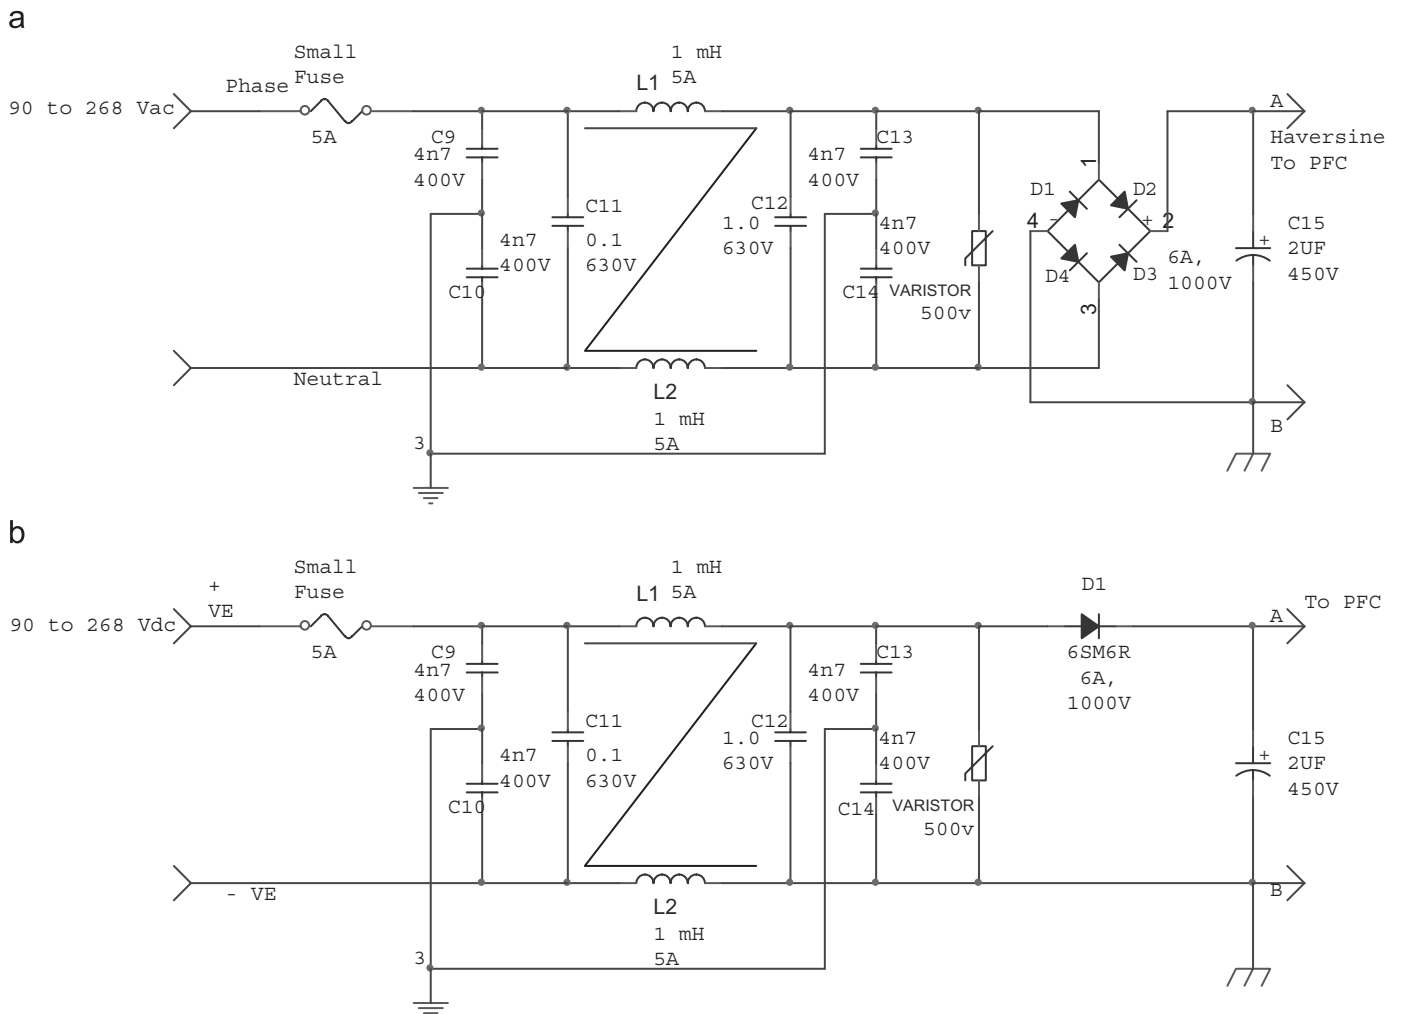 a
Small
Fuse
1 mH
L1 5A
Phase
90 to 268 Vac
5A
A
Haversine
To PFC
C9
4n7
400V
C13
4n7
400V
1
D1
D2
C11
0.1
630V
C12
1.0
630V
4n7
400V
4
-
+
2
C15
+
2UF
450V
4n7
400V
C10
D4
D3
6A,
1000V
C14
VARISTOR
500v
3
Neutral
L2
1 mH
5A
B
3
b
Small
Fuse
1 mH
L1 5A
+
VE
90 to 268 Vdc
5A
D1
A
To PFC
C9
4n7
400V
C13
4n7
400V
6SM6R
6A,
1000V
C11
0.1
630V
C12
1.0
630V
4n7
400V
C15
+
2UF
450V
4n7
400V
C10
C14
VARISTOR
500v
- VE
B
L2
1 mH
5A
3